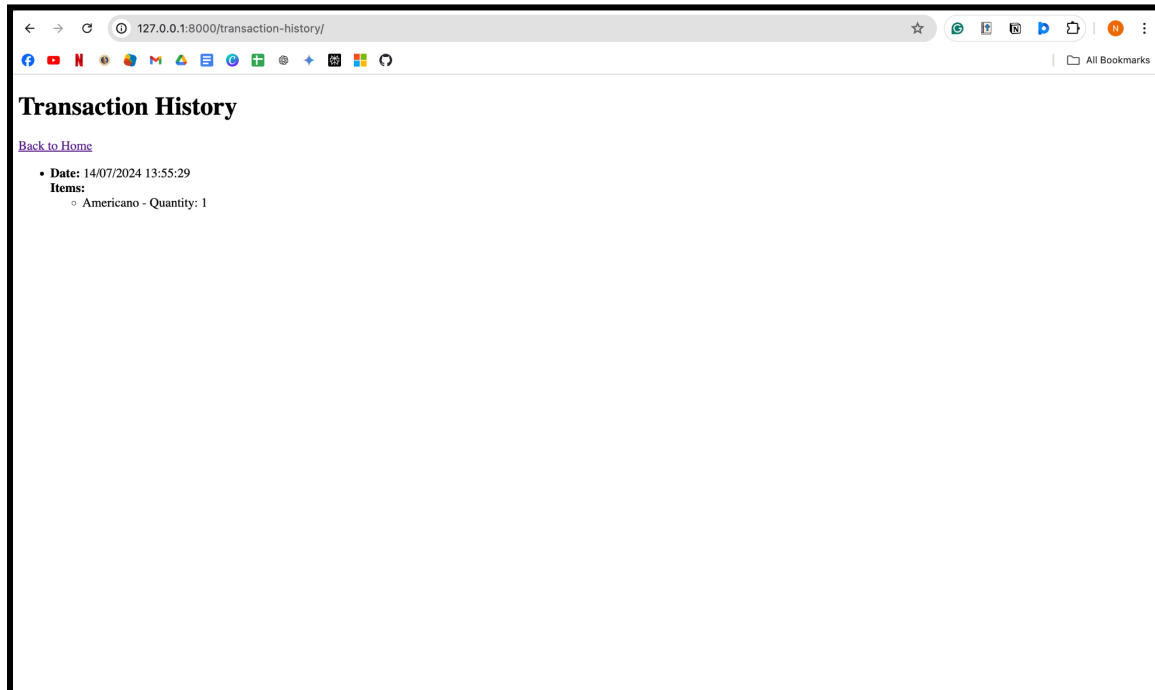 127.0.0.1:8000/transaction-history/
N
All Bookmarks
Transaction History
Back to Home
Date: 14/07/2024 13:55:29
Items:
Americano - Quantity: 1